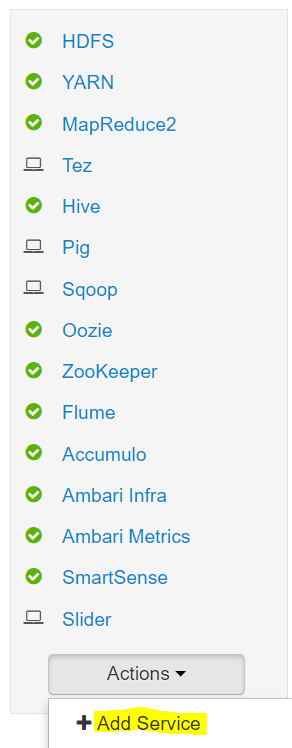 HDFS
YARN
MapReduce2
Tez
Hive
Pig
Sqoop
Oozie
ZooKeeper
Flume
Accumulo
Ambari Infra
Ambari Metrics
SmartSense
Slider
Actions
Add Service